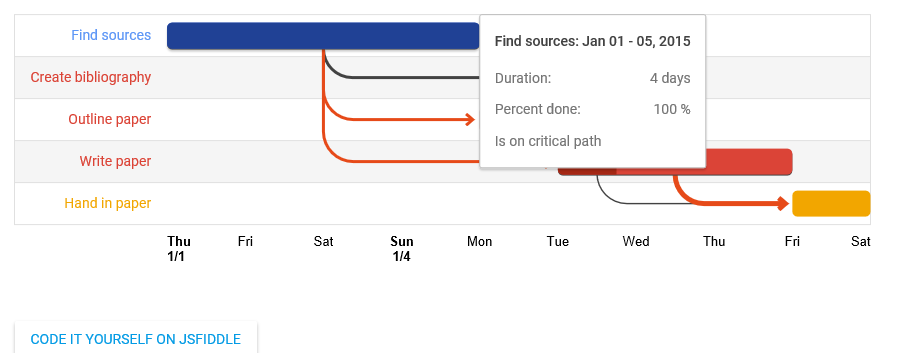 Find sources
Find sources: Jan 01 - 05, 2015
Create bibliography
Duration:
4 days
Percent done:
100 %
Outline paper
Is on critical path
Write paper
Hand in paper
Thu Fri Sat Sun Mon Tue Wed Thu Fri Sat
1/1 1/4
CODE IT YOURSELF ON JSFIDDLE